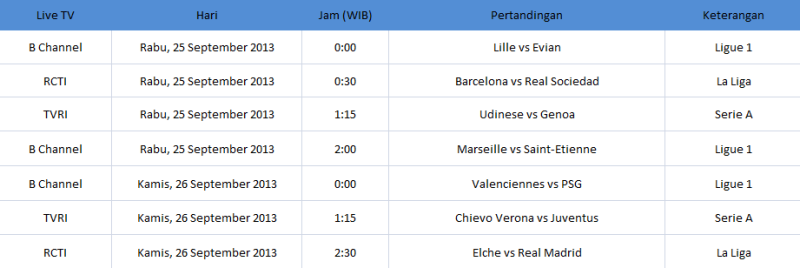 Live TV Hari Jam (WIB) Pertandingan Keterangan
B Channel Rabu, 25 September 2013 0:00 Lille vs Evian Ligue 1
RCTI Rabu, 25 September 2013 0:30 Barcelona vs Real Sociedad La Liga
TVRI Rabu, 25 September 2013 1:15 Udinese vs Genoa Serie A
B Channel Rabu, 25 September 2013 2:00 Marseille vs Saint-Etienne Ligue 1
B Channel Kamis, 26 September 2013 0:00 Valenciennes vs PSG Ligue 1
TVRI Kamis, 26 September 2013 1:15 Chievo Verona vs Juventus Serie A
RCTI Kamis, 26 September 2013 2:30 Elche vs Real Madrid La Liga